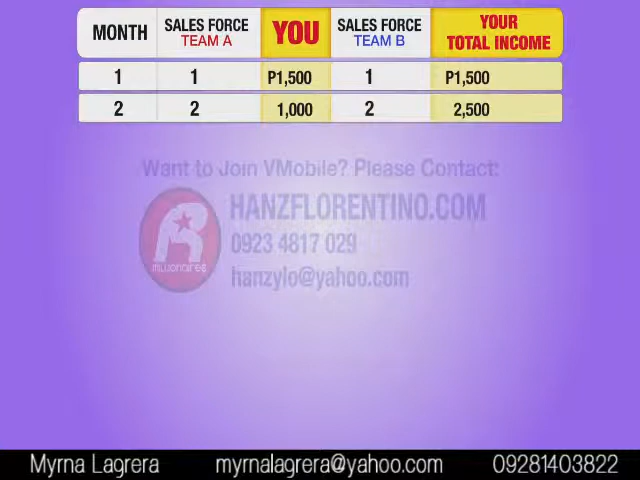 MONTH SALES FORCE TEAM A YOU SALES FORCE TEAM B YOUR TOTAL INCOME
1 1 P1,500 1 P1,500
2 2 1,000 2 2,500
Want to Join VMobile? Please Contact:
HANZFLORENTINO.COM
0923 4817 029
millionaires
hanzylo@yahoo.com
Myrna Lagrera myrnalagrera@yahoo.com 09281403822